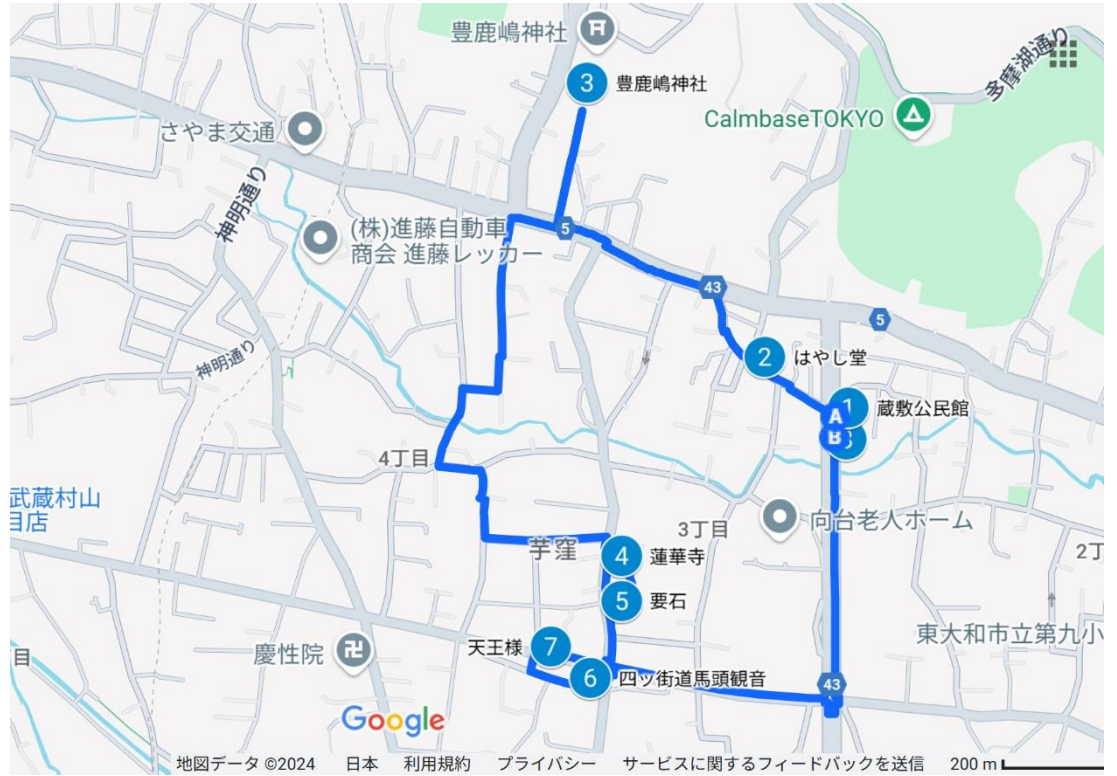 豊鹿嶋神社
3
豊鹿嶋神社
多摩湖通り
CalmbaseTOKYO
さやま交通
神明通り
(株)進藤自動車
商会 進藤レッカー
5
43
5
2
はやし堂
神明通り
1
蔵敷公民館
A
B
4丁目
武蔵村山
目店
向台老人ホーム
3丁目
芋窪
4
蓮華寺
2丁
5
要石
東大和市立第九小
天王様
7
慶性院
目
6
四ッ街道馬頭観音
43
Google
地図データ ©2024 日本 利用規約 プライバシー サービスに関するフィードバックを送信 200 m